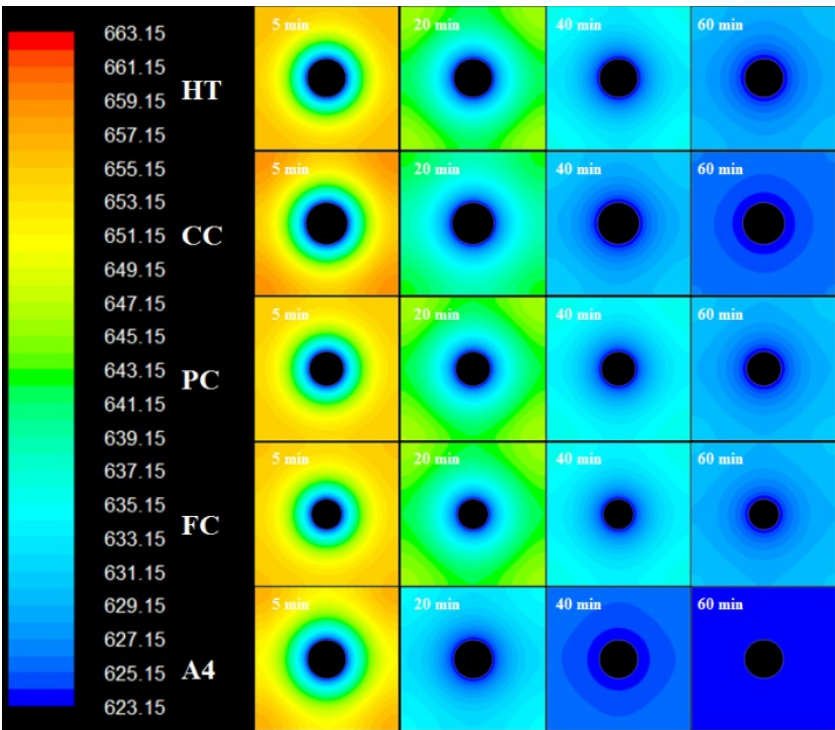 663.15
661.15
659.15
657.15
655.15
653.15
651.15
649.15
647.15
645.15
643.15
641.15
639.15
637.15
635.15
633.15
631.15
629.15
627.15
625.15
623.15
HT
5 min
20 min
40 min
60 min
CC
5 min
20 min
40 min
60 min
PC
5 min
20 min
40 min
60 min
FC
5 min
20 min
40 min
60 min
A4
5 min
20 min
40 min
60 min